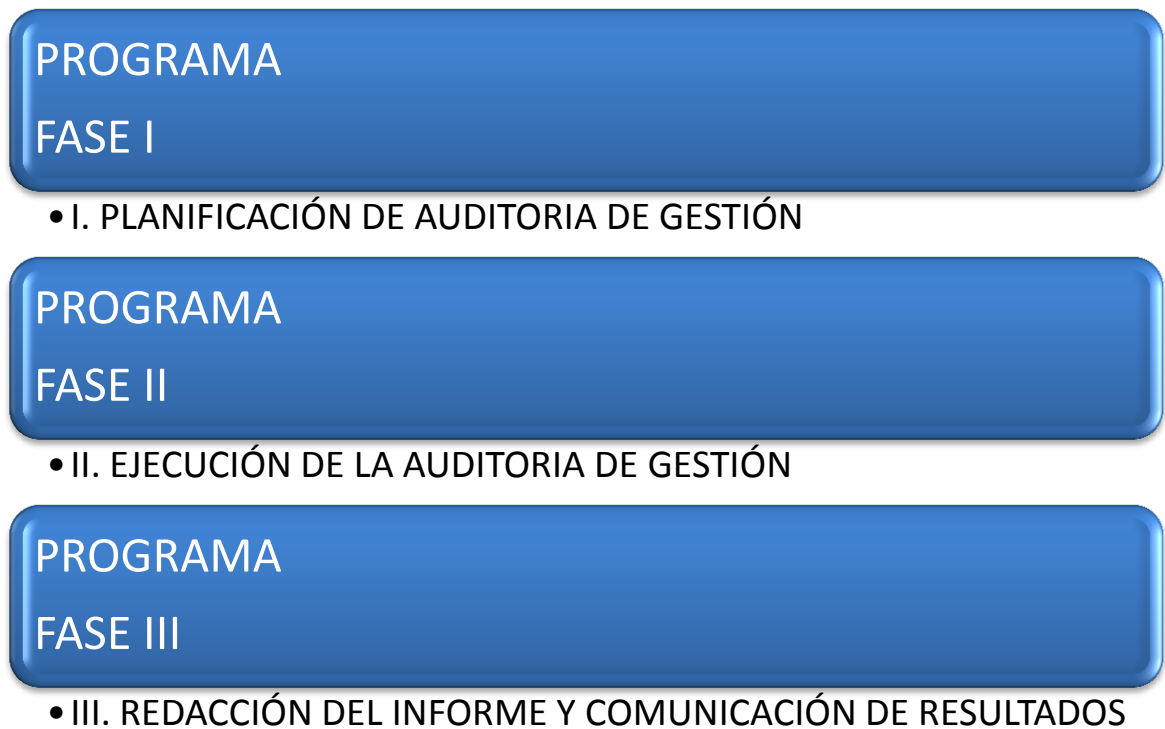 PROGRAMA
FASE I
•I. PLANIFICACIÓN DE AUDITORIA DE GESTIÓN
PROGRAMA
FASE II
•II. EJECUCIÓN DE LA AUDITORIA DE GESTIÓN
PROGRAMA
FASE III
•III. REDACCIÓN DEL INFORME Y COMUNICACIÓN DE RESULTADOS